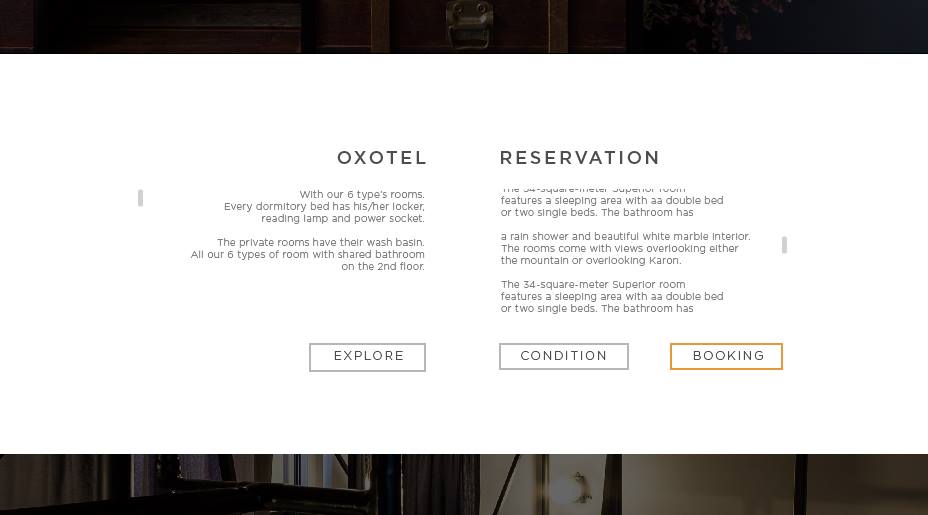 OXOTEL
With our 6 type's rooms.
Every dormitory bed has his/her locker,
reading lamp and power socket.
The private rooms have their wash basin.
All our 6 types of room with shared bathroom
on the 2nd floor.
EXPLORE
RESERVATION
The 34-square-meter Superior room
features a sleeping area with aa double bed
or two single beds. The bathroom has
a rain shower and beautiful white marble interior.
The rooms come with views overlooking either
the mountain or overlooking Karon.
The 34-square-meter Superior room
features a sleeping area with aa double bed
or two single beds. The bathroom has
CONDITION
BOOKING